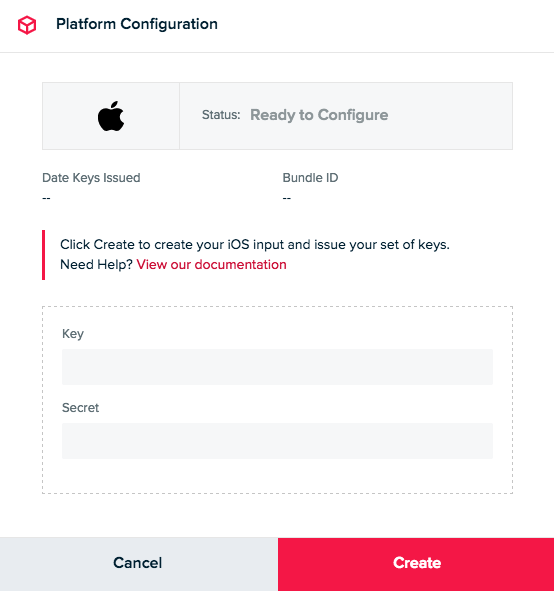 Platform Configuration
Status: Ready to Configure
Date Keys Issued
Bundle ID
--
--
Click Create to create your iOS input and issue your set of keys.
Need Help? View our documentation
Key
Secret
Cancel
Create